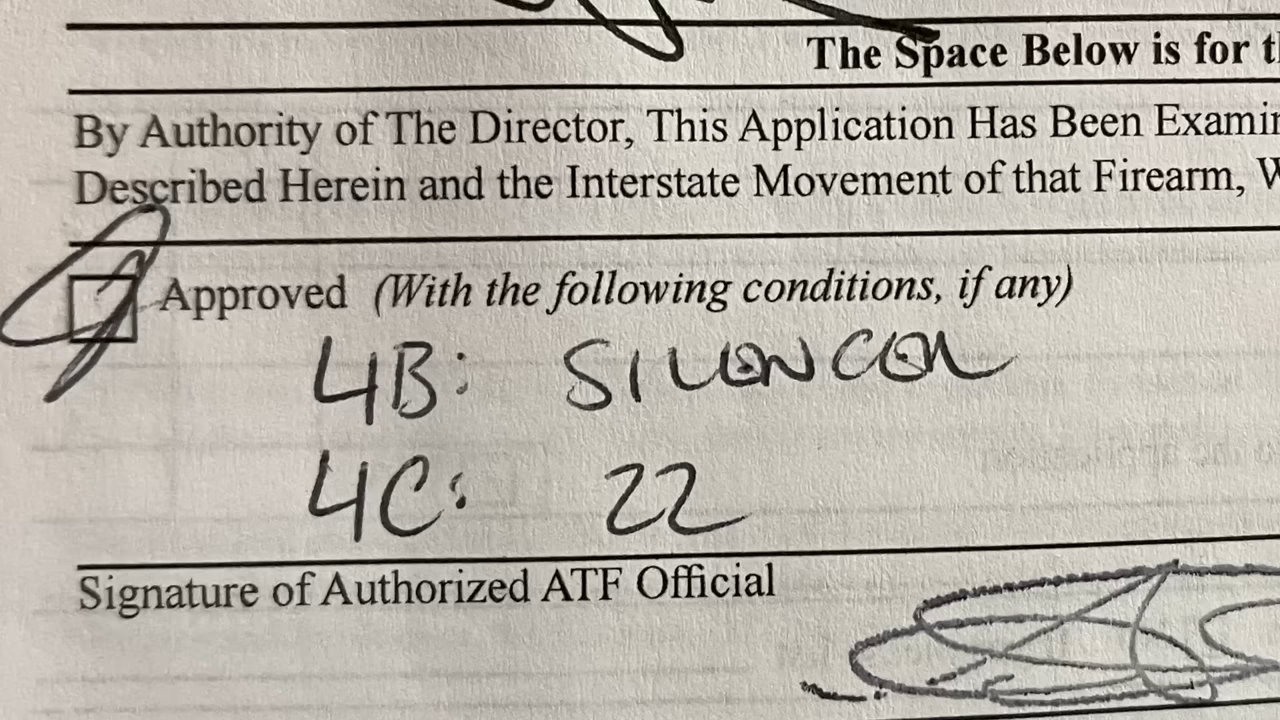 The Space Below is for t
By Authority of The Director, This Application Has Been Exami
Described Herein and the Interstate Movement of that Firearm, W
Approved (With the following conditions, if any)
4B:
4C: 22
Signature of Authorized ATF Official